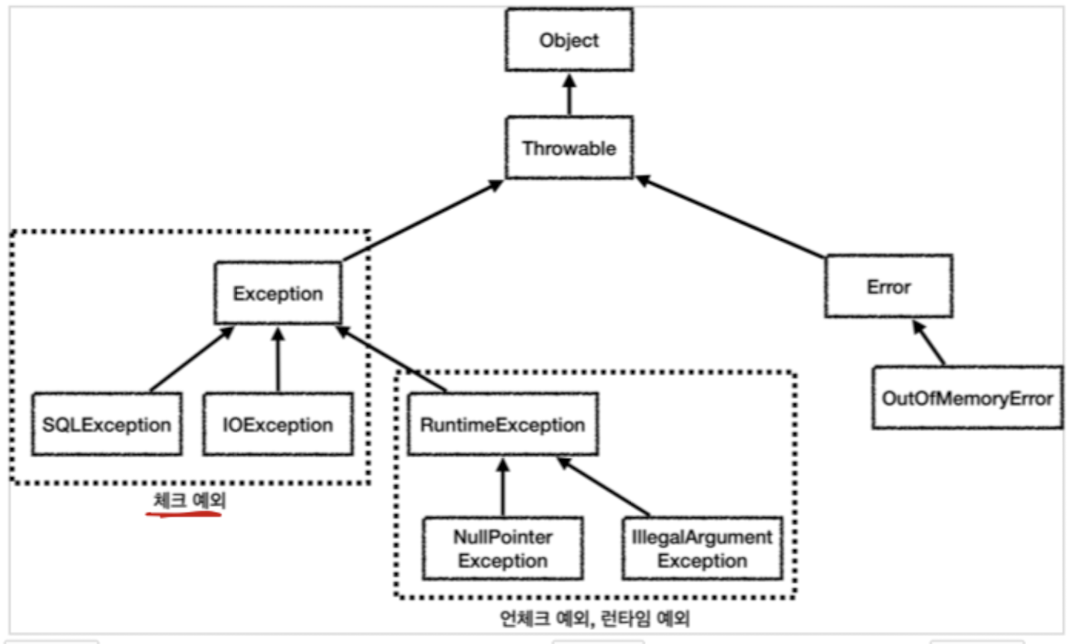 Object
Throwable
Exception
Error
SQLException
IOException
RuntimeException
OutOfMemoryError
체크 예외
NullPointer
Exception
IllegalArgument
Exception
언체크 예외, 런타임 예외